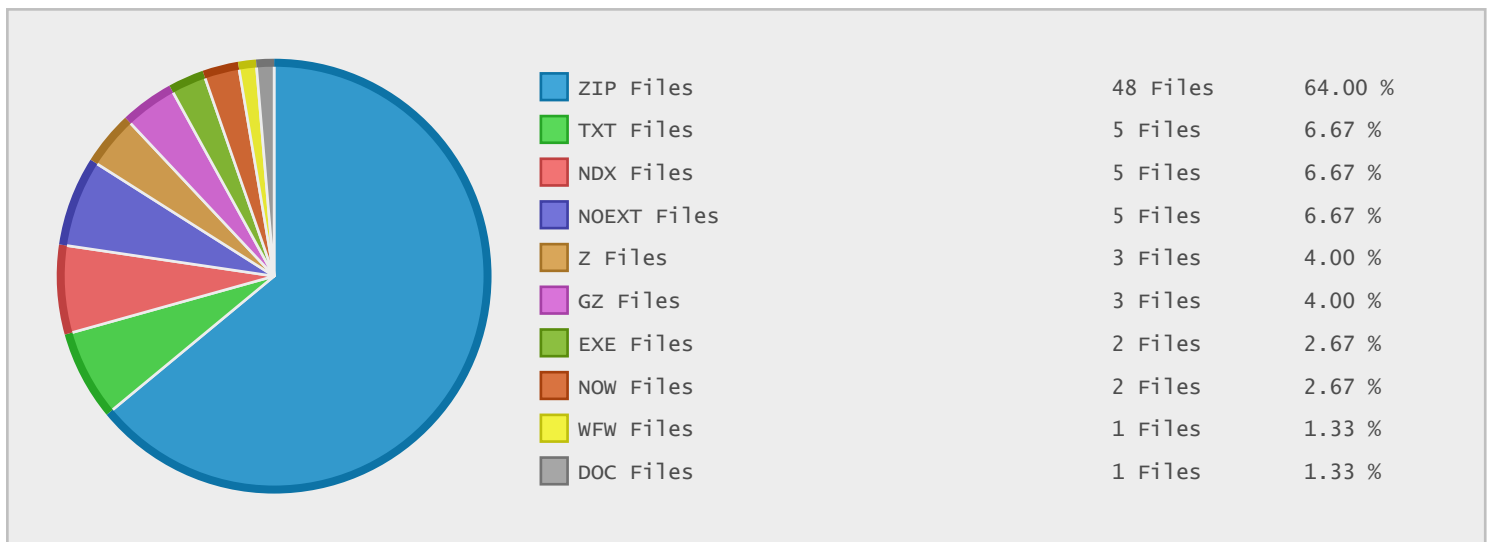 ZIP Files 48 Files 64.00 %
TXT Files 5 Files 6.67 %
NDX Files 5 Files 6.67 %
NOEXT Files 5 Files 6.67 %
Z Files 3 Files 4.00 %
GZ Files 3 Files 4.00 %
EXE Files 2 Files 2.67 %
NOW Files 2 Files 2.67 %
WFW Files 1 Files 1.33 %
DOC Files 1 Files 1.33 %